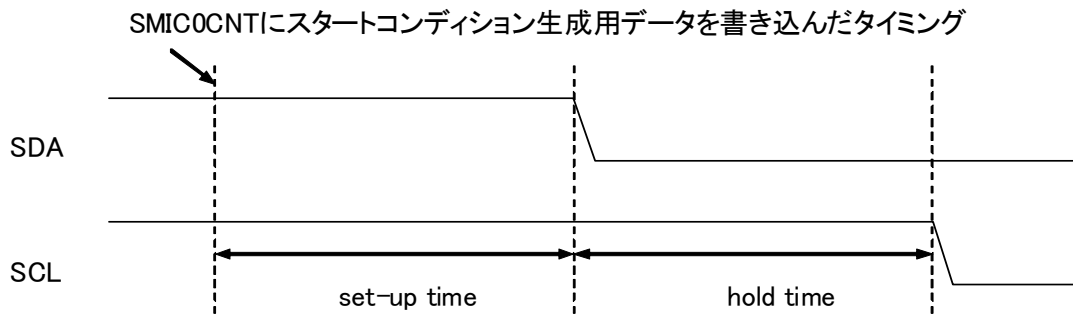 SMIC0CNTにスタートコンディション生成用データを書き込んだタイミング
SDA
SCL
set-up time
hold time